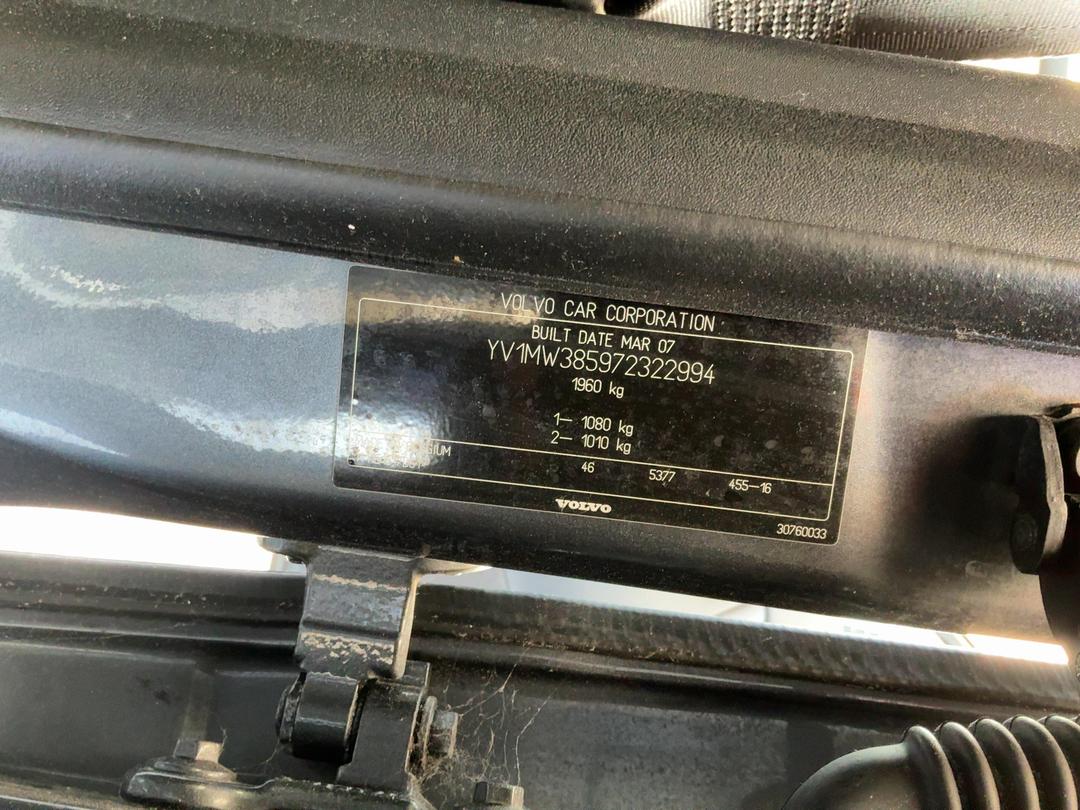 VOLVO CAR CORPORATION
BUILT DATE MAR 07
YV1MW385972322994
1960 kg
1— 1080 kg
2— 1010 kg
46 5377 455—16
VOLVO
30760033